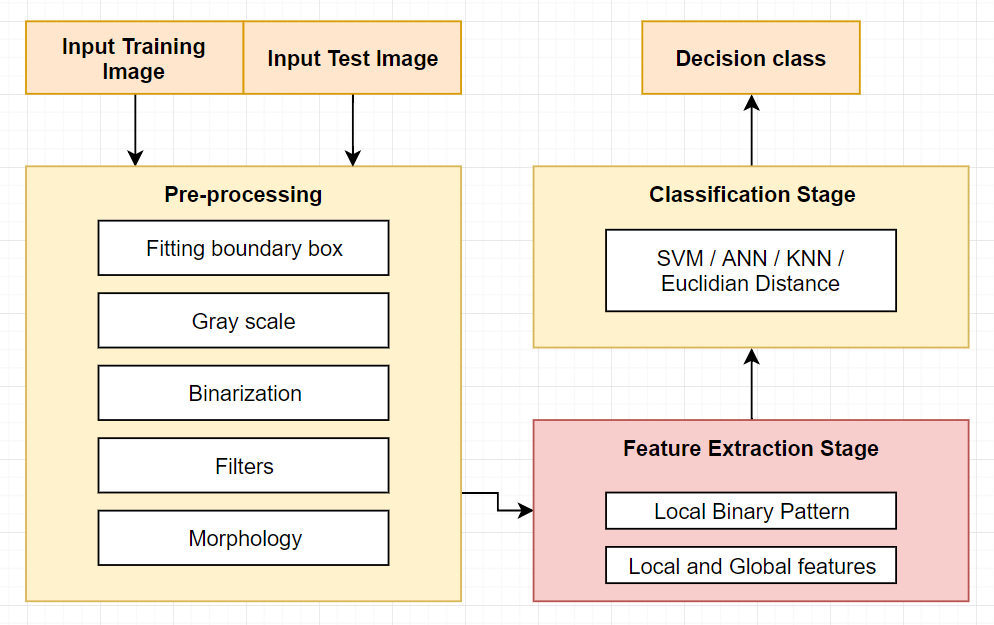 Input Training
Image
Input Test Image
Pre-processing
Fitting boundary box
Gray scale
Binarization
Filters
Morphology
Decision class
Classification Stage
SVM / ANN / KNN /
Euclidian Distance
Feature Extraction Stage
Local Binary Pattern
Local and Global features